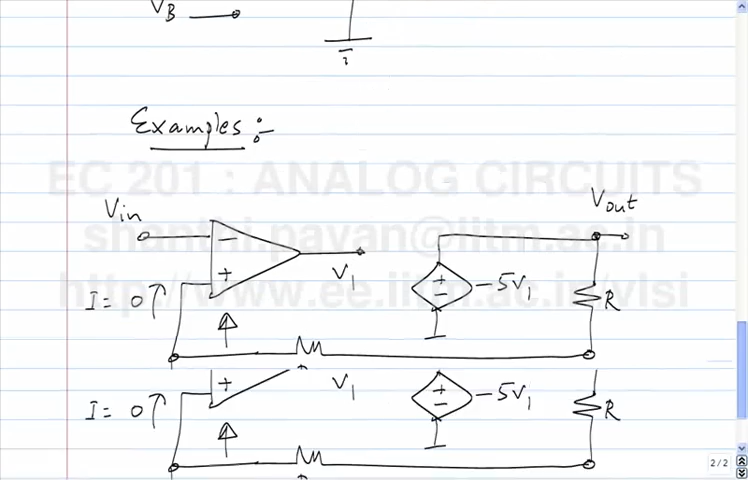 V_B
Examples :-
EC 201 : ANALOG CIRCUITS
Vin
Vout
shanthi.pavan@iitm.ac.in
−
+
V1
+
−
−5V1
I = 0
R
http://www.ee.iitm.ac.in/vlsi
+
V1
+
−
−5V1
I = 0
R
2/2